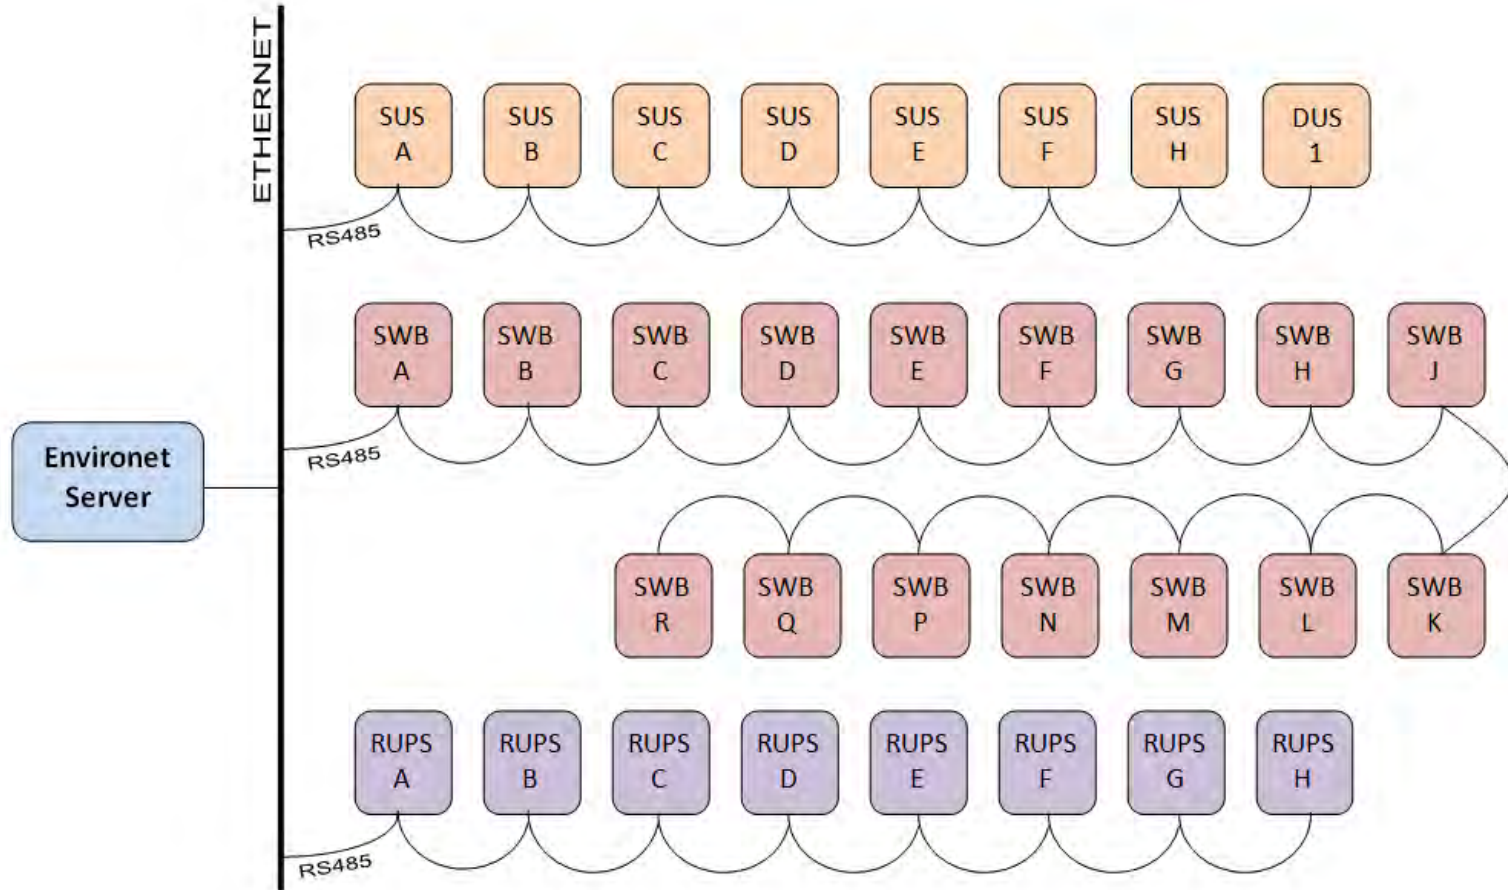 ETHERNET
SUS
A
SUS
B
SUS
C
SUS
D
SUS
E
SUS
F
SUS
H
DUS
1
RS485
SWB
A
SWB
B
SWB
C
SWB
D
SWB
E
SWB
F
SWB
G
SWB
H
SWB
J
RS485
Environet
Server
SWB
R
SWB
Q
SWB
P
SWB
N
SWB
M
SWB
L
SWB
K
RUPS
A
RUPS
B
RUPS
C
RUPS
D
RUPS
E
RUPS
F
RUPS
G
RUPS
H
RS485